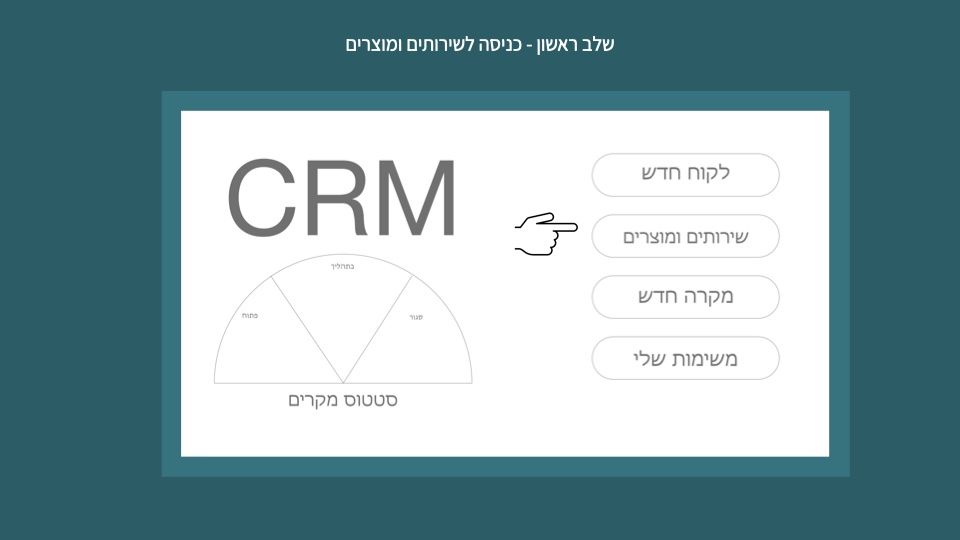 שלב ראשון - כניסה לשירותים ומוצרים
CRM
לקוח חדש
שירותים ומוצרים
מקרה חדש
משימות שלי
בתהליך
פתוח
סגור
סטטוס מקרים